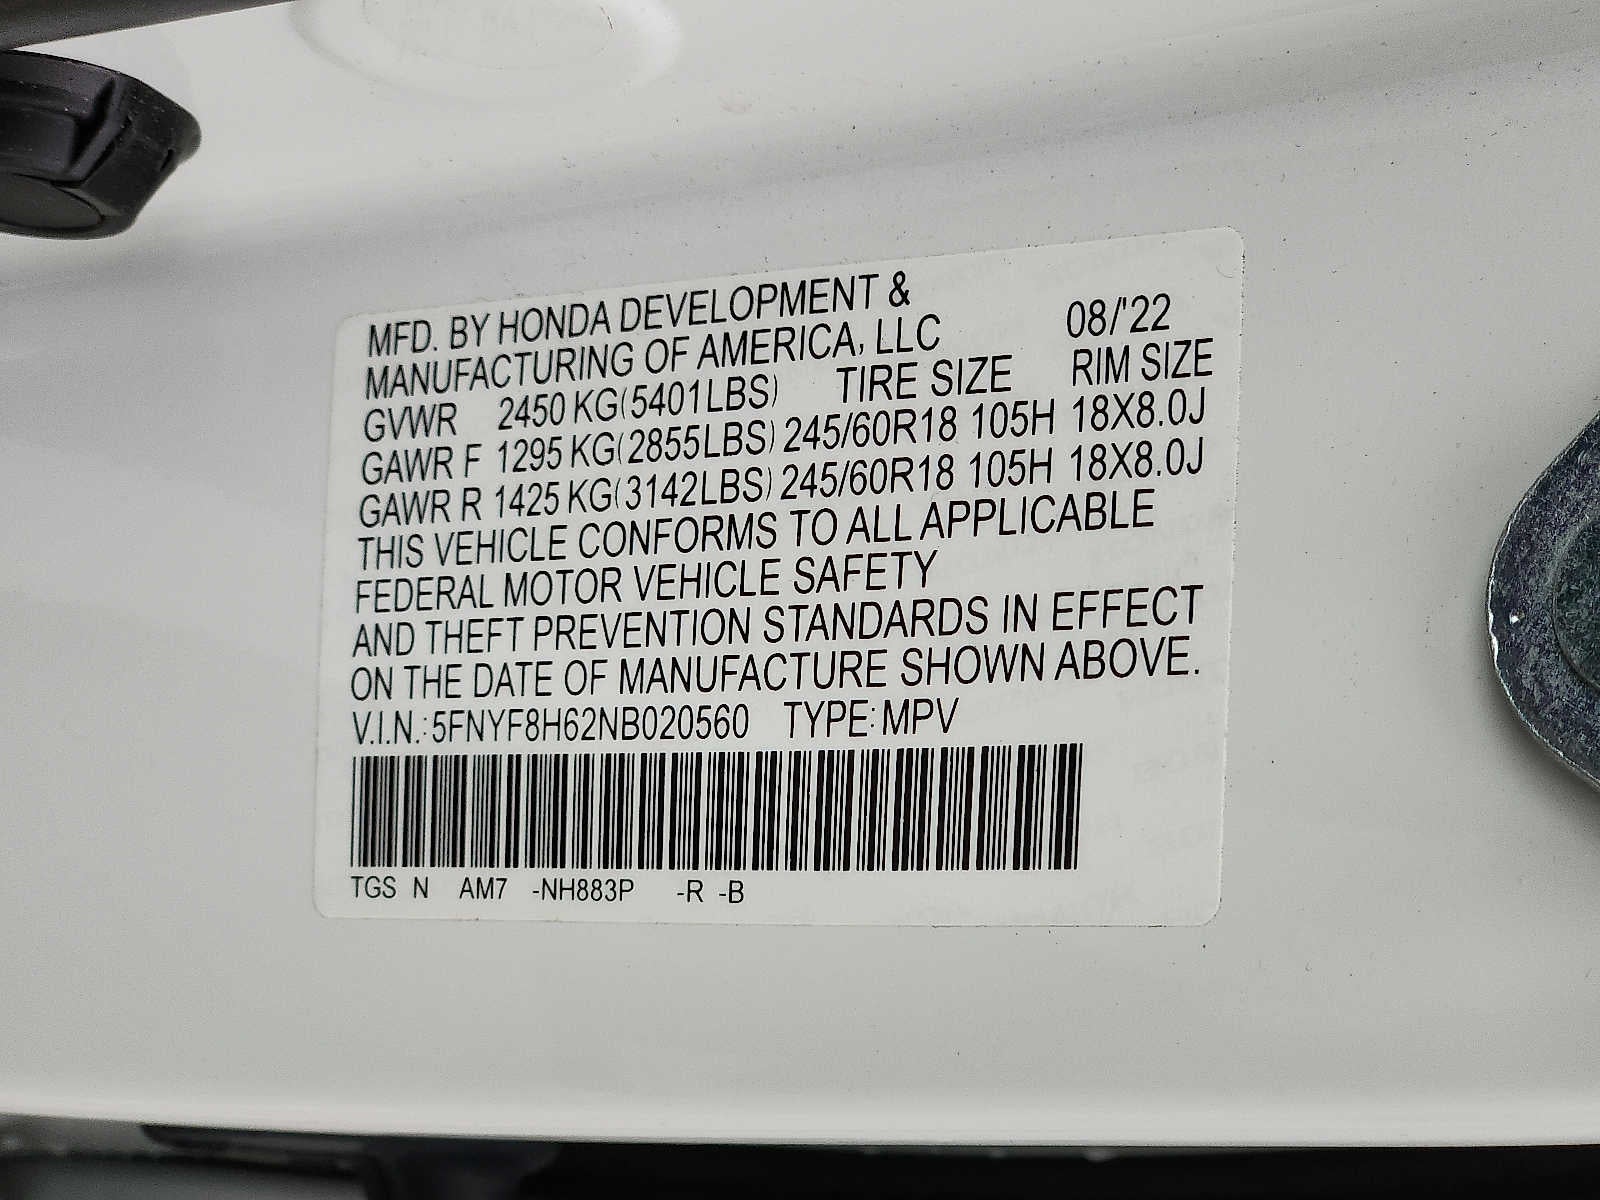 MFD. BY HONDA DEVELOPMENT &
MANUFACTURING OF AMERICA, LLC 08/'22
GVWR 2450 KG(5401LBS) TIRE SIZE RIM SIZE
GAWR F 1295 KG(2855LBS) 245/60R18 105H 18X8.0J
GAWR R 1425 KG(3142LBS) 245/60R18 105H 18X8.0J
THIS VEHICLE CONFORMS TO ALL APPLICABLE
FEDERAL MOTOR VEHICLE SAFETY
AND THEFT PREVENTION STANDARDS IN EFFECT
ON THE DATE OF MANUFACTURE SHOWN ABOVE.
V.I.N.: 5FNYF8H62NB020560 TYPE: MPV
TGS N AM7 -NH883P -R -B